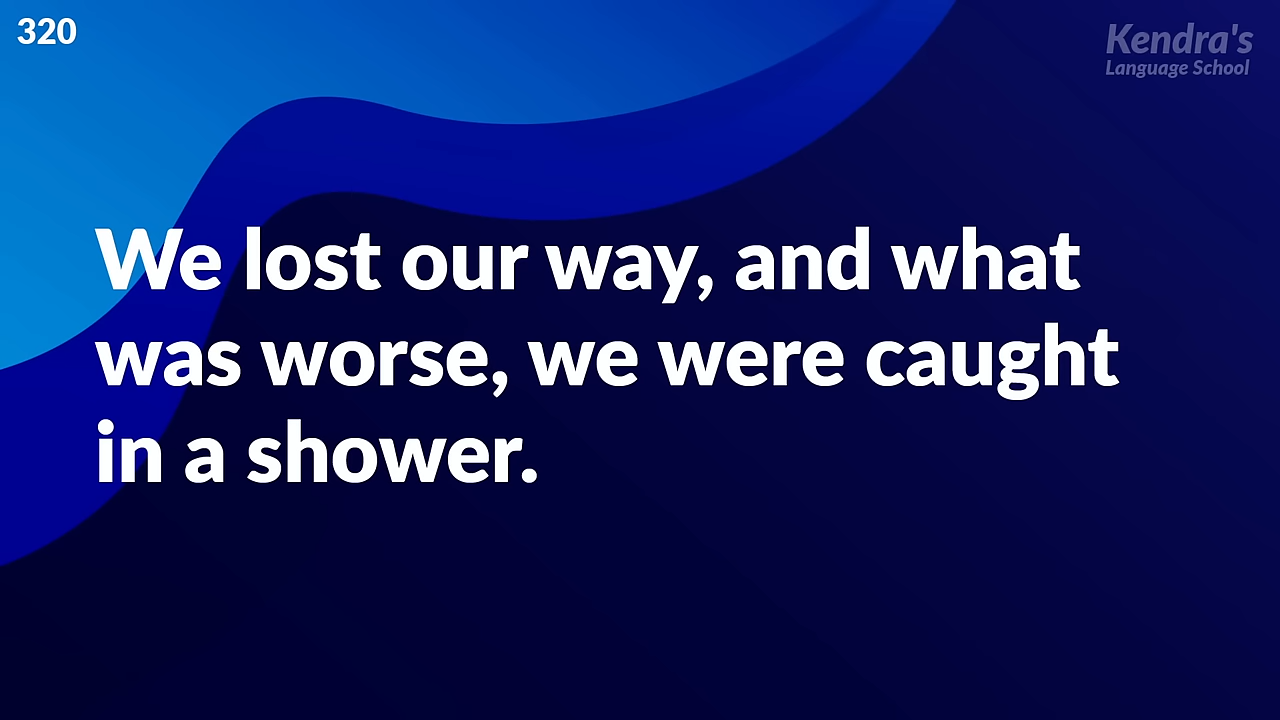 320
Kendra's
Language School
We lost our way, and what
was worse, we were caught
in a shower.